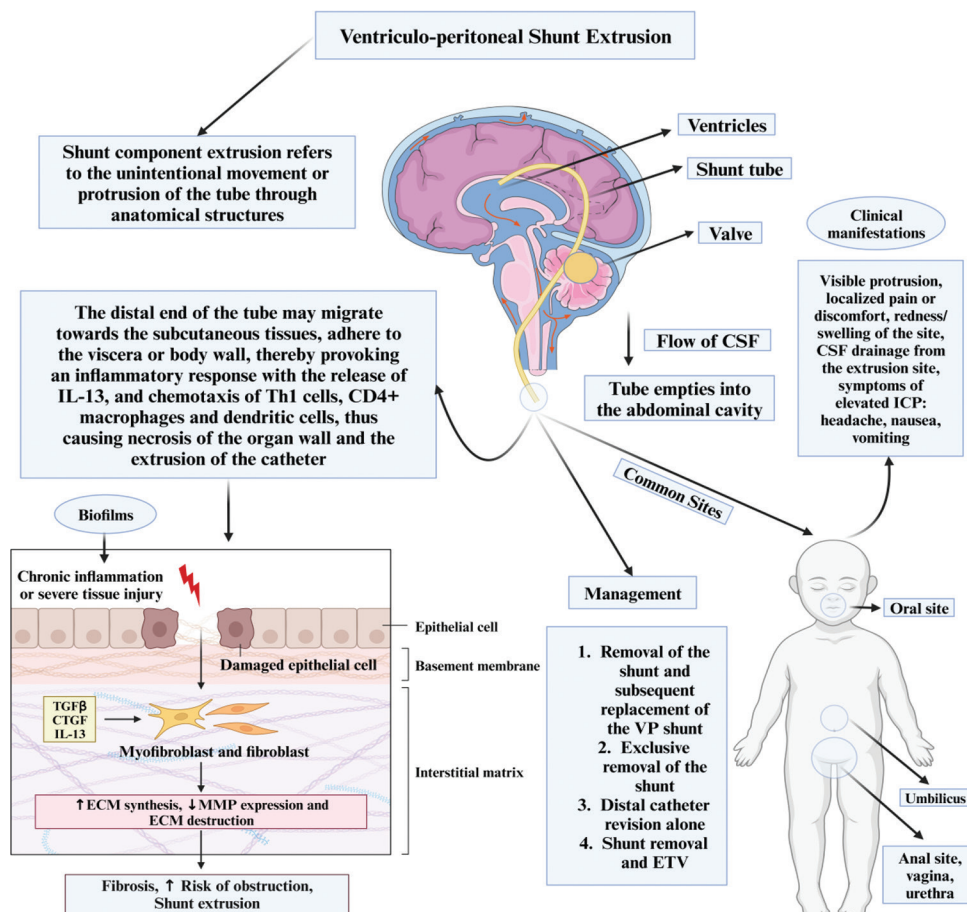 Ventriculo-peritoneal Shunt Extrusion
Shunt component extrusion refers
to the unintentional movement or
protrusion of the tube through
anatomical structures
Ventricles
Shunt tube
Valve
Flow of CSF
Tube empties into
the abdominal cavity
Clinical
manifestations
Visible protrusion,
localized pain or
discomfort, redness/
swelling of the site,
CSF drainage from
the extrusion site,
symptoms of
elevated ICP:
headache, nausea,
vomiting
The distal end of the tube may migrate
towards the subcutaneous tissues, adhere to
the viscera or body wall, thereby provoking
an inflammatory response with the release of
IL-13, and chemotaxis of Th1 cells, CD4+
macrophages and dendritic cells, thus
causing necrosis of the organ wall and the
extrusion of the catheter
Common Sites
Biofilms
Chronic inflammation
or severe tissue injury
Epithelial cell
Damaged epithelial cell
Basement membrane
TGFβ
CTGF
IL-13
Myofibroblast and fibroblast
Interstitial matrix
↑ECM synthesis, ↓MMP expression and
ECM destruction
Fibrosis, ↑ Risk of obstruction,
Shunt extrusion
Management
1. Removal of the
shunt and
subsequent
replacement of
the VP shunt
2. Exclusive
removal of the
shunt
3. Distal catheter
revision alone
4. Shunt removal
and ETV
Oral site
Umbilicus
Anal site,
vagina,
urethra